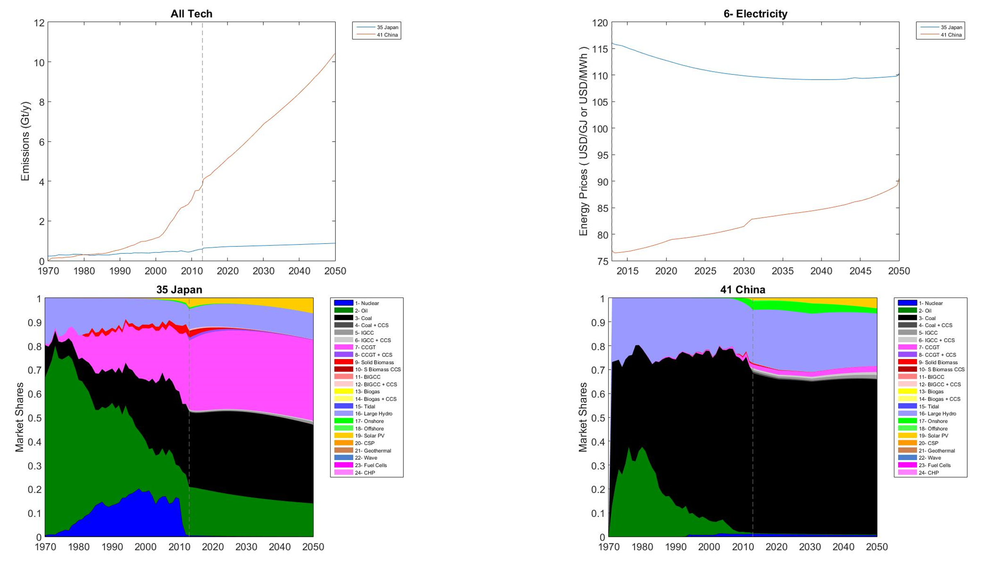 All Tech
12
10
8
6
4
2
0
Emissions (Gt/y)
1970 1980 1990 2000 2010 2020 2030 2040 2050
35 Japan
41 China
6- Electricity
120
115
110
105
100
95
90
85
80
75
Energy Prices ( USD/GJ or USD/MWh )
2015 2020 2025 2030 2035 2040 2045 2050
35 Japan
41 China
35 Japan
1
0.9
0.8
0.7
0.6
0.5
0.4
0.3
0.2
0.1
0
Market Shares
1970 1980 1990 2000 2010 2020 2030 2040 2050
1- Nuclear
2- Oil
3- Coal
4- Coal + CCS
5- IGCC
6- IGCC + CCS
7- CCGT
8- CCGT + CCS
9- Solid Biomass
10- S Biomass CCS
11- BIGCC
12- BIGCC + CCS
13- Biogas
14- Biogas + CCS
15- Tidal
16- Large Hydro
17- Onshore
18- Offshore
19- Solar PV
20- CSP
21- Geothermal
22- Wave
23- Fuel Cells
24- CHP
41 China
1
0.9
0.8
0.7
0.6
0.5
0.4
0.3
0.2
0.1
0
Market Shares
1970 1980 1990 2000 2010 2020 2030 2040 2050
1- Nuclear
2- Oil
3- Coal
4- Coal + CCS
5- IGCC
6- IGCC + CCS
7- CCGT
8- CCGT + CCS
9- Solid Biomass
10- S Biomass CCS
11- BIGCC
12- BIGCC + CCS
13- Biogas
14- Biogas + CCS
15- Tidal
16- Large Hydro
17- Onshore
18- Offshore
19- Solar PV
20- CSP
21- Geothermal
22- Wave
23- Fuel Cells
24- CHP